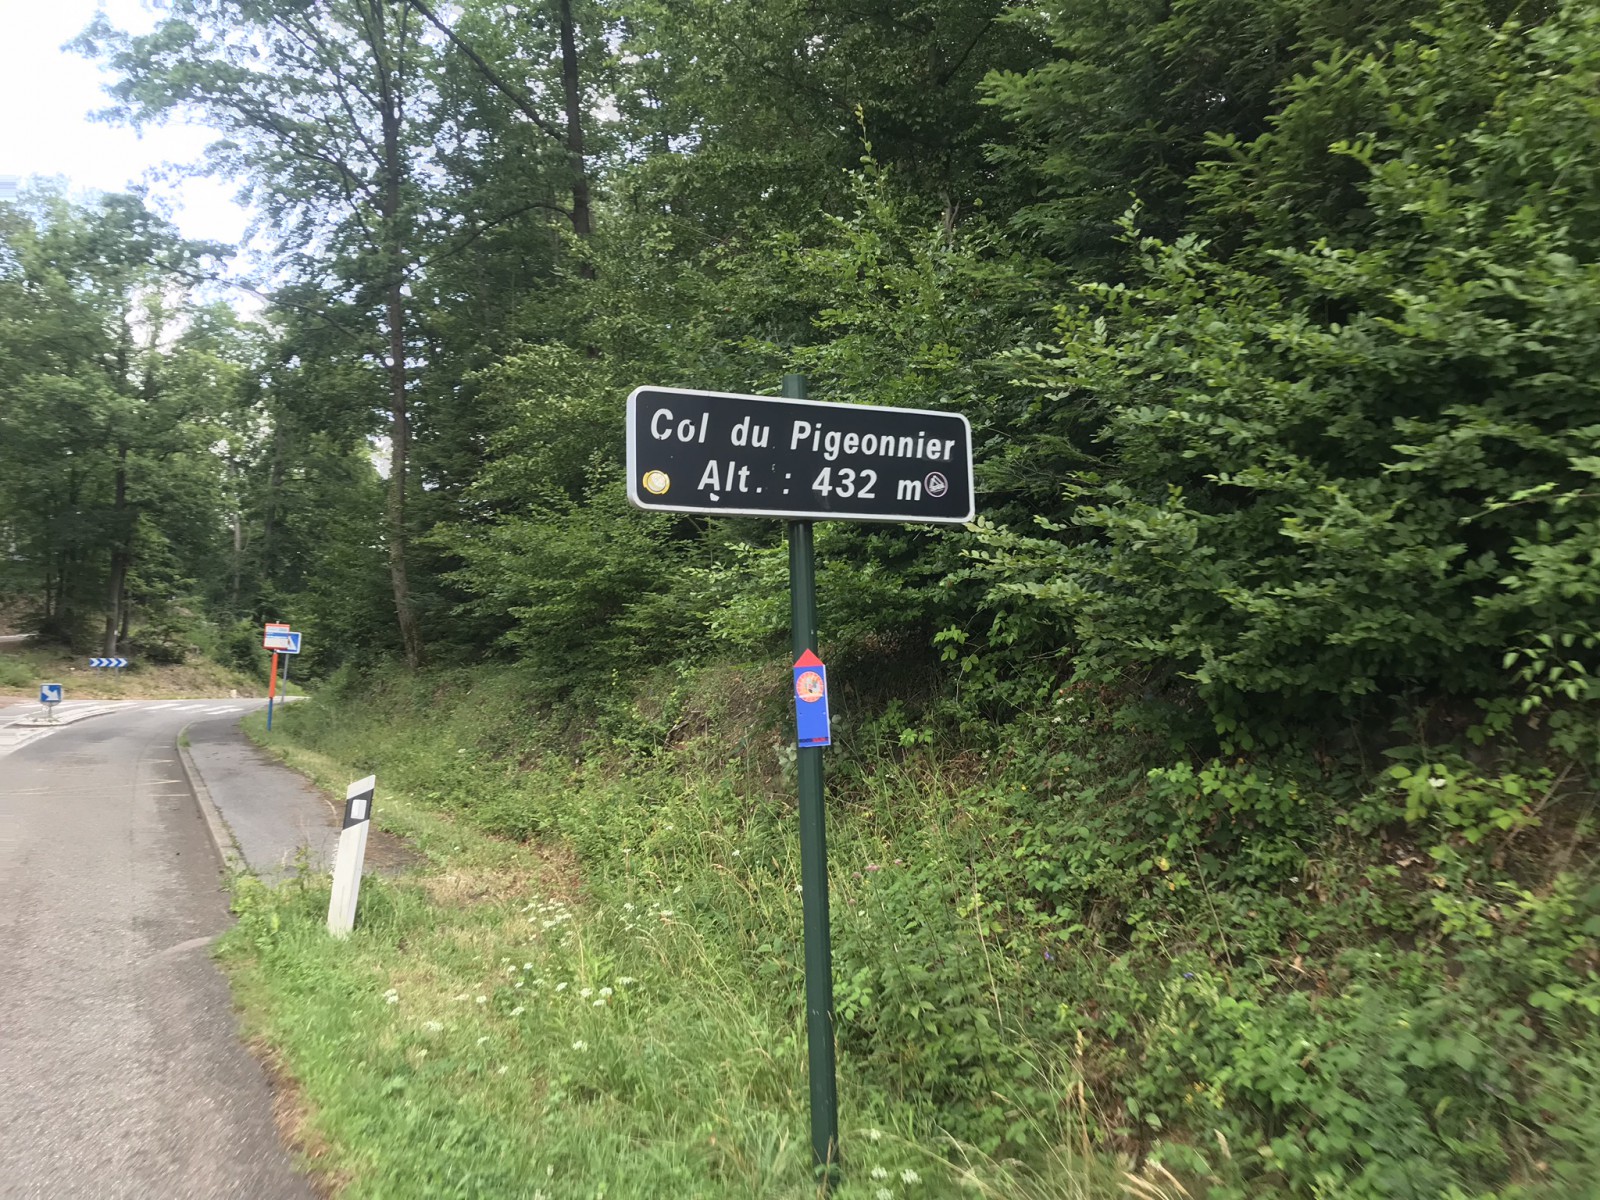 Col du Pigeonnier
Alt. : 432 m